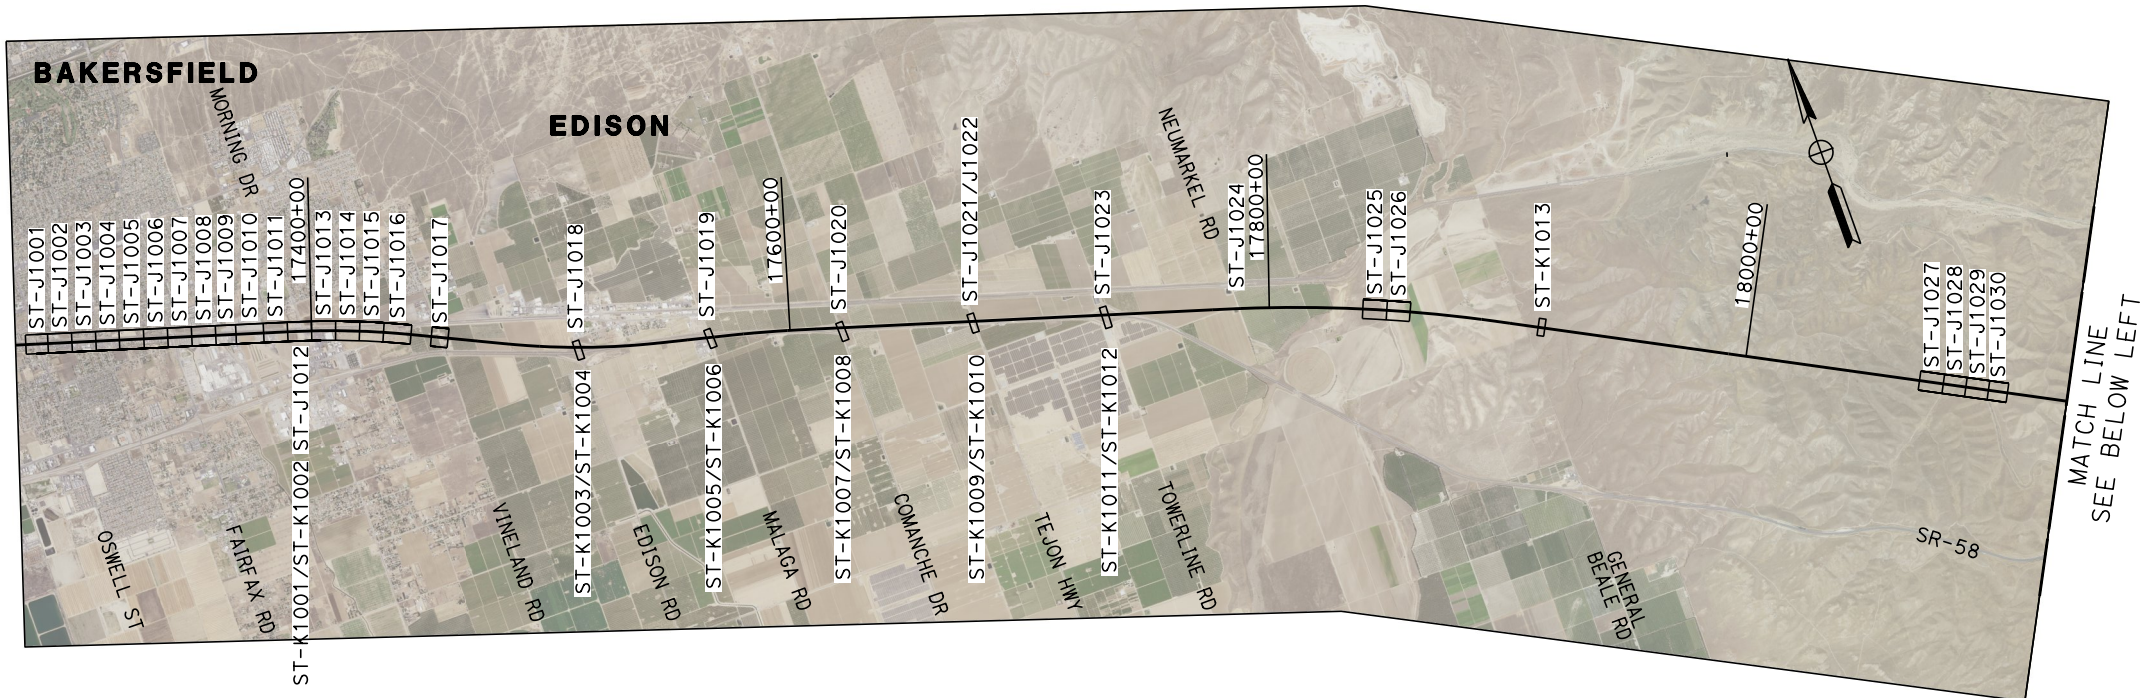 BAKERSFIELD
EDISON
MORNING DR
NEUMARKEL RD
ST-J1001
ST-J1002
ST-J1003
ST-J1004
ST-J1005
ST-J1006
ST-J1007
ST-J1008
ST-J1009
ST-J1010
ST-J1011
17400+00
ST-J1013
ST-J1014
ST-J1015
ST-J1016
ST-J1017
ST-J1018
ST-J1019
17600+00
ST-J1020
ST-J1021/J1022
ST-J1023
ST-J1024
17800+00
ST-J1025
ST-J1026
ST-K1013
18000+00
ST-J1027
ST-J1028
ST-J1029
ST-J1030
ST-K1001/ST-K1002 ST-J1012
ST-K1003/ST-K1004
ST-K1005/ST-K1006
ST-K1007/ST-K1008
ST-K1009/ST-K1010
ST-K1011/ST-K1012
OSWELL ST
FAIRFAX RD
VINELAND RD
EDISON RD
MALAGA RD
COMANCHE DR
TEJON HWY
TOWERLINE RD
GENERAL
BEALE RD
SR-58
MATCH LINE
SEE BELOW LEFT